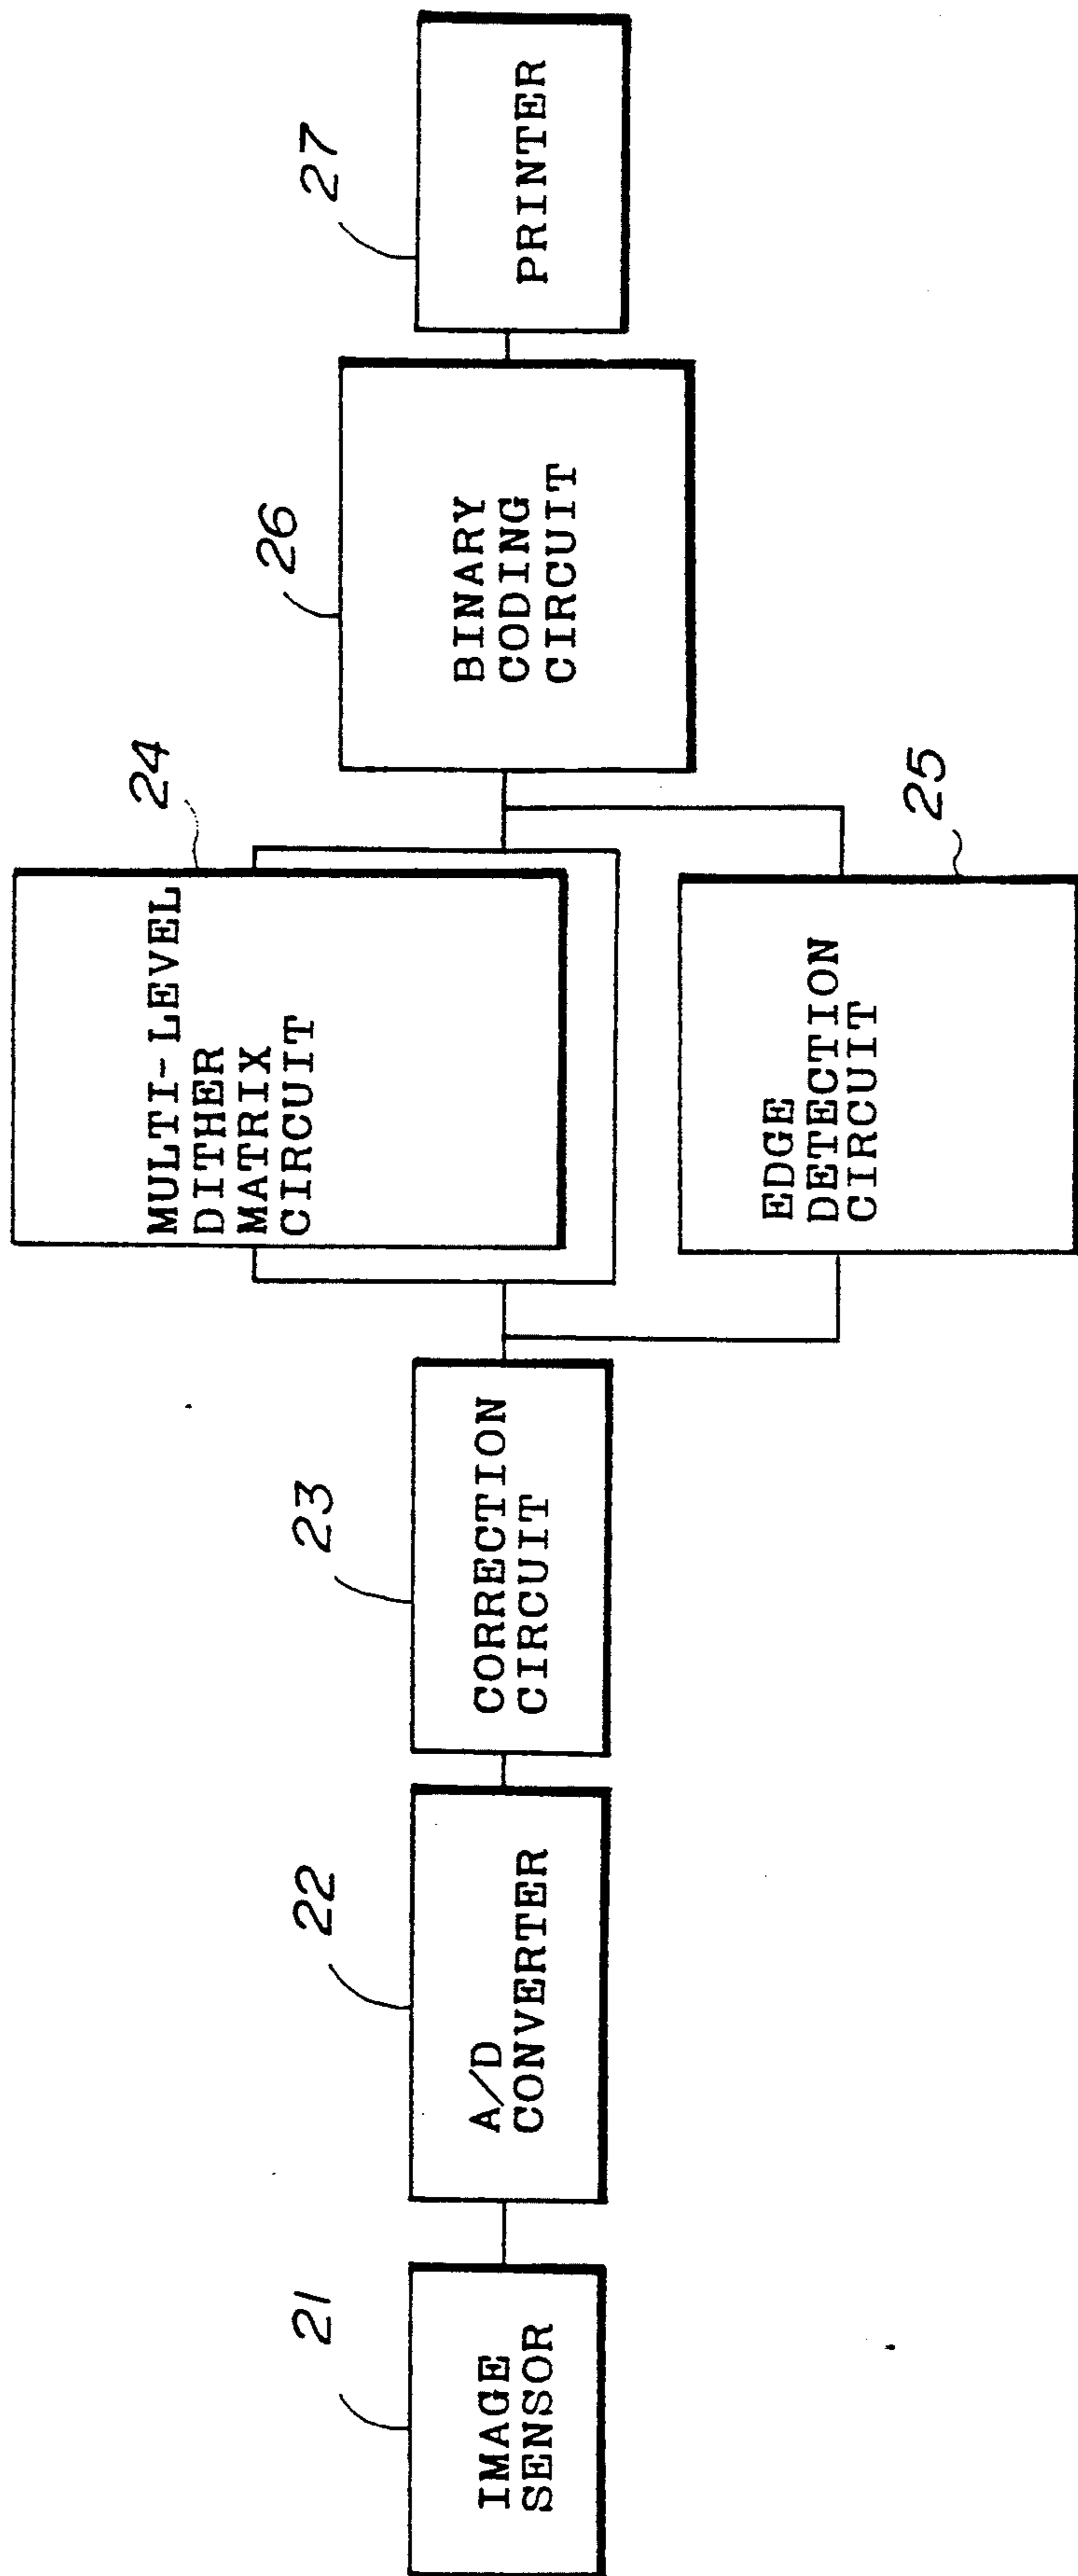 21
IMAGE
SENSOR
22
A/D
CONVERTER
23
CORRECTION
CIRCUIT
24
MULTI-LEVEL
DITHER
MATRIX
CIRCUIT
25
EDGE
DETECTION
CIRCUIT
26
BINARY
CODING
CIRCUIT
27
PRINTER